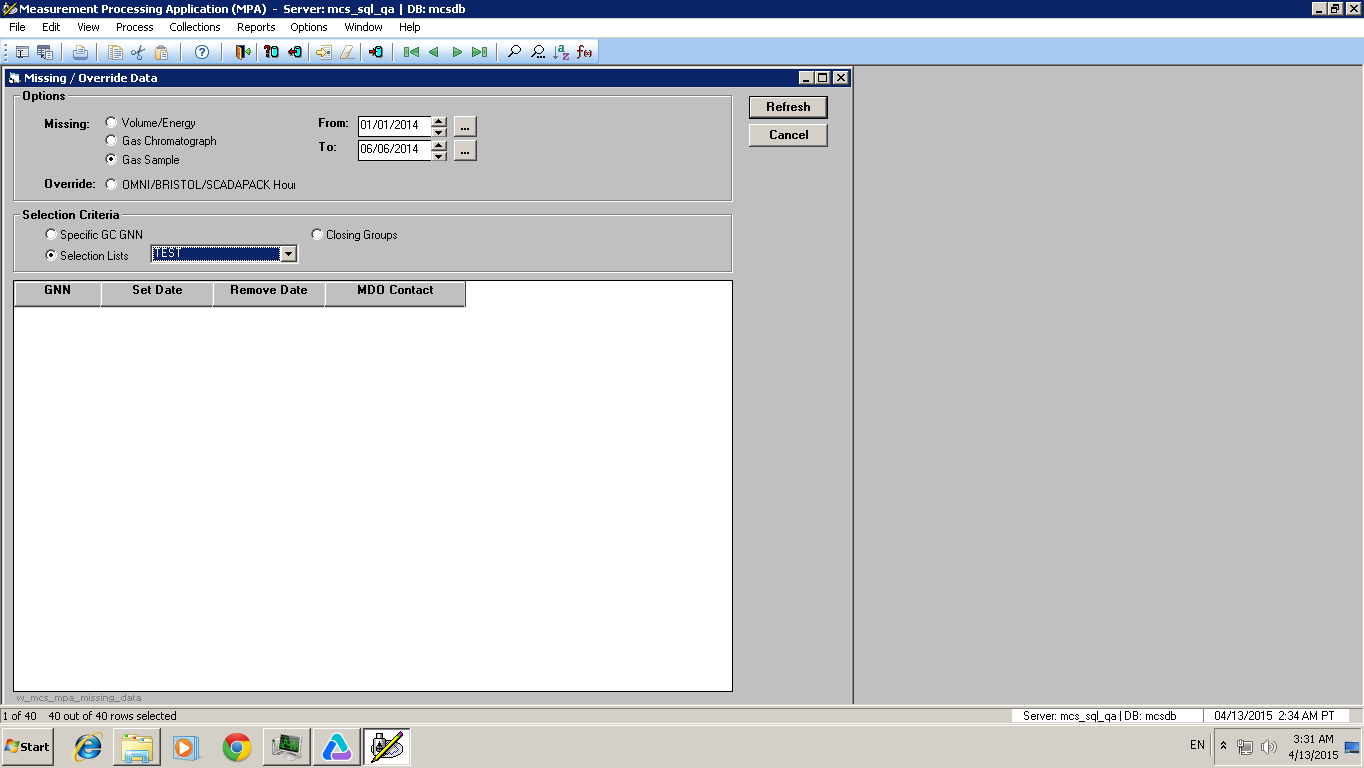 Measurement Processing Application (MPA) - Server: mcs_sql_qa | DB: mcsdb
File Edit View Process Collections Reports Options Window Help
Missing / Override Data
Options
Missing: Volume/Energy From: 01/01/2014 ... Refresh
Gas Chromatograph
To: 06/06/2014 ... Cancel
Gas Sample
Override: OMNI/BRISTOL/SCADAPACK Hour
Selection Criteria
Specific GC GNN Closing Groups
Selection Lists TEST
GNN Set Date Remove Date MDO Contact
w_mcs_mpa_missing_data
1 of 40 40 out of 40 rows selected Server: mcs_sql_qa | DB: mcsdb 04/13/2015 2:34 AM PT
Start EN 3:31 AM
4/13/2015